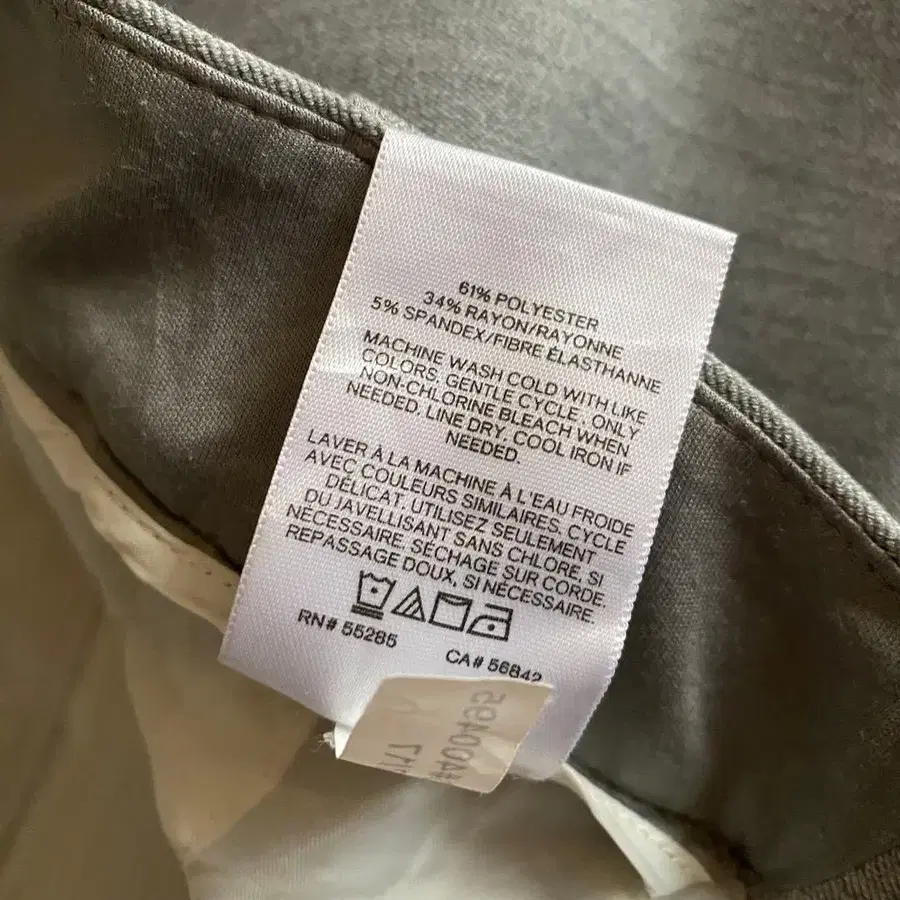 61% POLYESTER
34% RAYON/RAYONNE
5% SPANDEX/FIBRE ÉLASTHANNE
MACHINE WASH COLD WITH LIKE
COLORS, GENTLE CYCLE, ONLY
NON-CHLORINE BLEACH WHEN
NEEDED, LINE DRY, COOL IRON IF
NEEDED.
LAVER À LA MACHINE À L'EAU FROIDE
AVEC COULEURS SIMILAIRES, CYCLE
DÉLICAT, UTILISEZ SEULEMENT
DU JAVELLISANT SANS CHLORE, SI
NÉCESSAIRE, SÉCHAGE SUR CORDE,
REPASSAGE DOUX, SI NÉCESSAIRE.
RN# 55285
CA# 56842